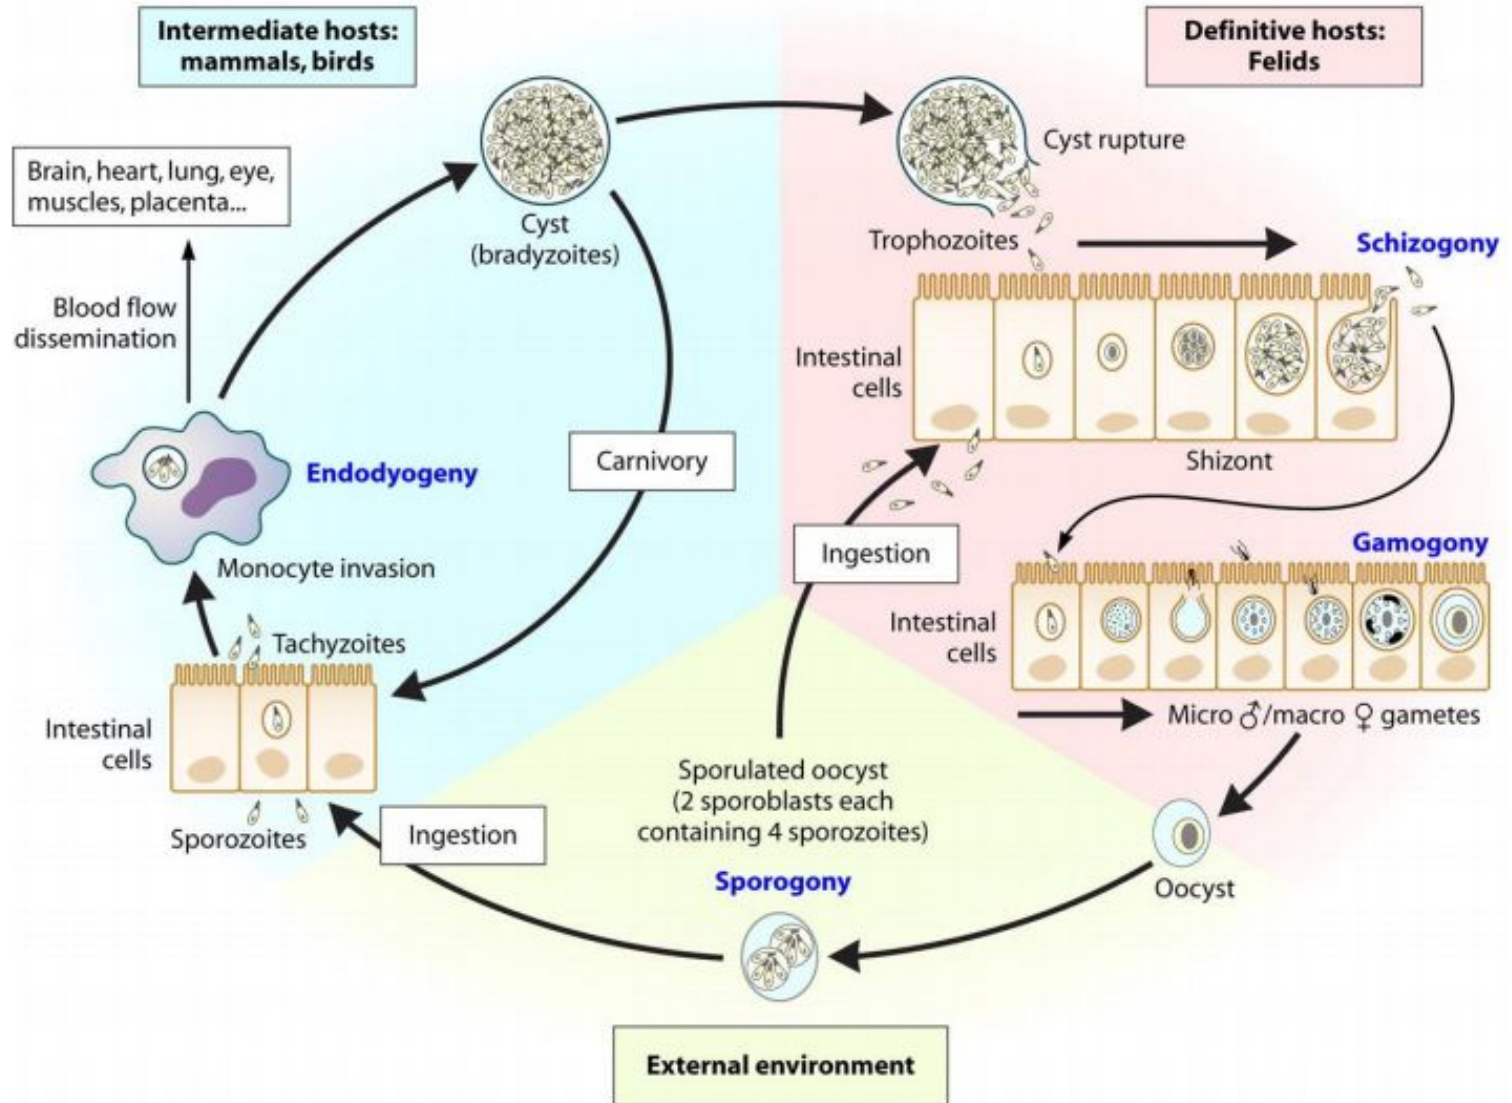 Intermediate hosts:
mammals, birds
Definitive hosts:
Felids
Brain, heart, lung, eye,
muscles, placenta...
Cyst
(bradyzoites)
Cyst rupture
Trophozoites
Schizogony
Blood flow
dissemination
Intestinal
cells
Shizont
Carnivory
Endodyogeny
Monocyte invasion
Ingestion
Gamogony
Tachyzoites
Intestinal
cells
Micro ♂/macro ♀ gametes
Intestinal
cells
Sporozoites
Ingestion
Sporulated oocyst
(2 sporoblasts each
containing 4 sporozoites)
Sporogony
Oocyst
External environment